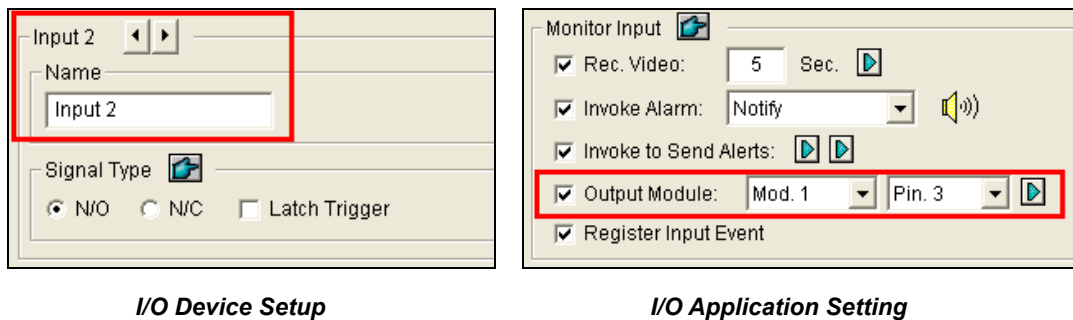 Input 2
Name
Input 2
Signal Type
N/O N/C Latch Trigger
I/O Device Setup
Monitor Input
Rec. Video: 5 Sec.
Invoke Alarm: Notify
Invoke to Send Alerts:
Output Module: Mod. 1 Pin. 3
Register Input Event
I/O Application Setting